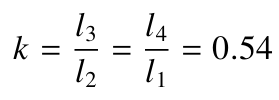 k = l₃/l₂ = l₄/l₁ = 0.54